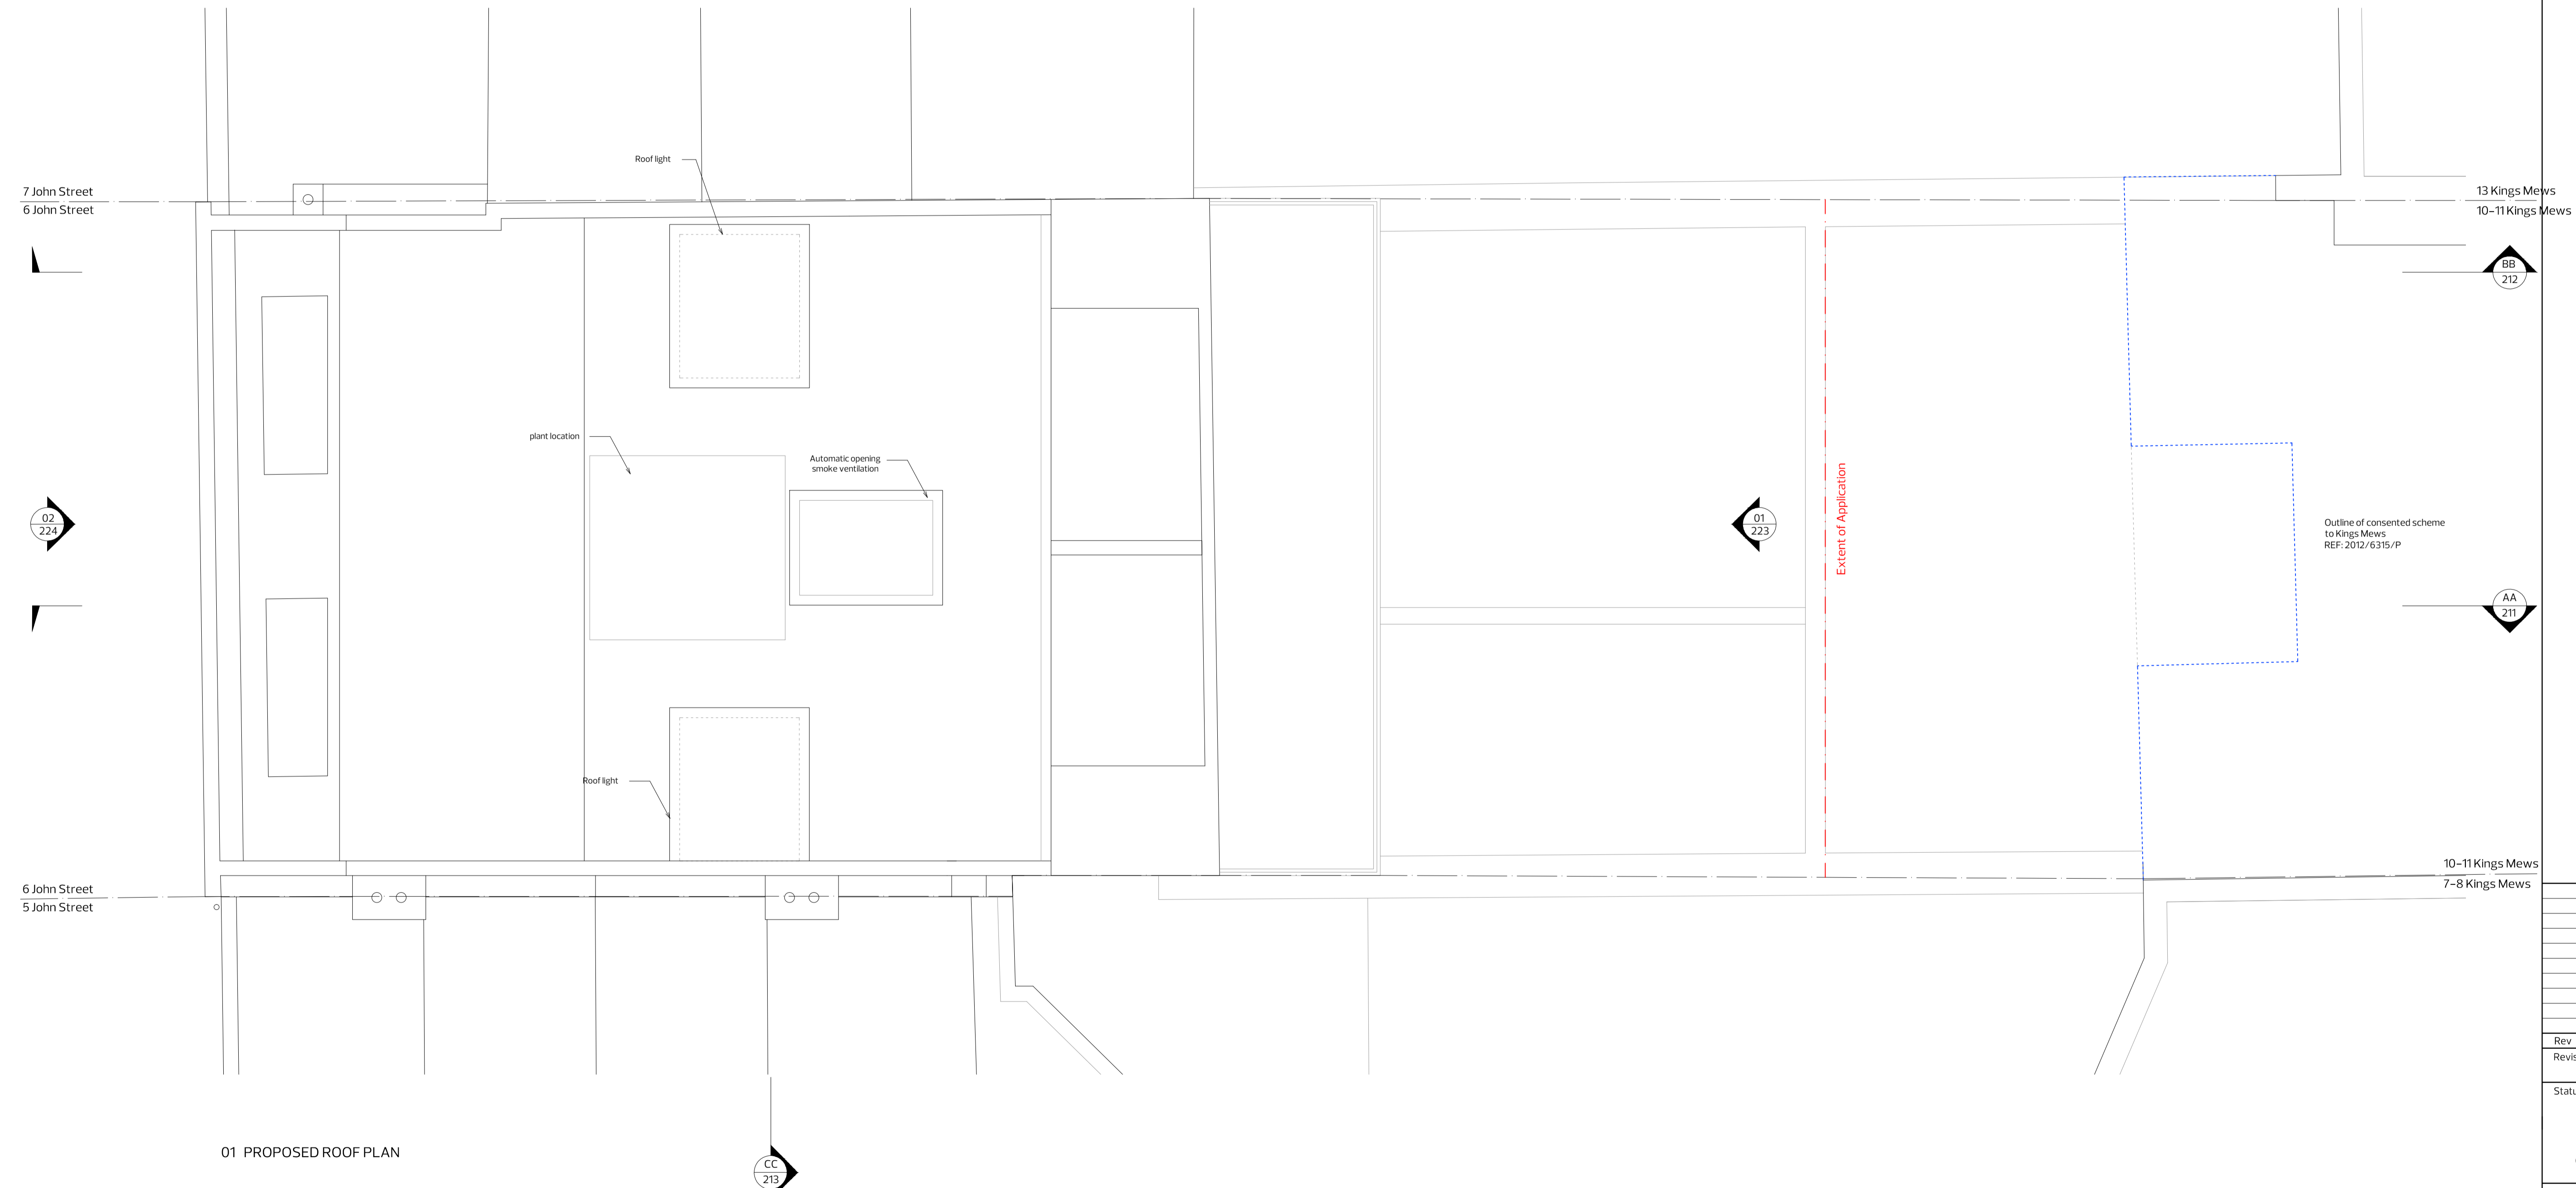 Roof light
7 John Street
6 John Street
13 Kings Mews
10-11 Kings Mews
BB
212
plant location
Automatic opening
smoke ventilation
Extent of Application
02
224
01
223
Outline of consented scheme
to Kings Mews
REF: 2012/6315/P
AA
211
Roof light
10-11 Kings Mews
7-8 Kings Mews
6 John Street
5 John Street
Rev
Revis
Statu
01 PROPOSED ROOF PLAN
CC
213